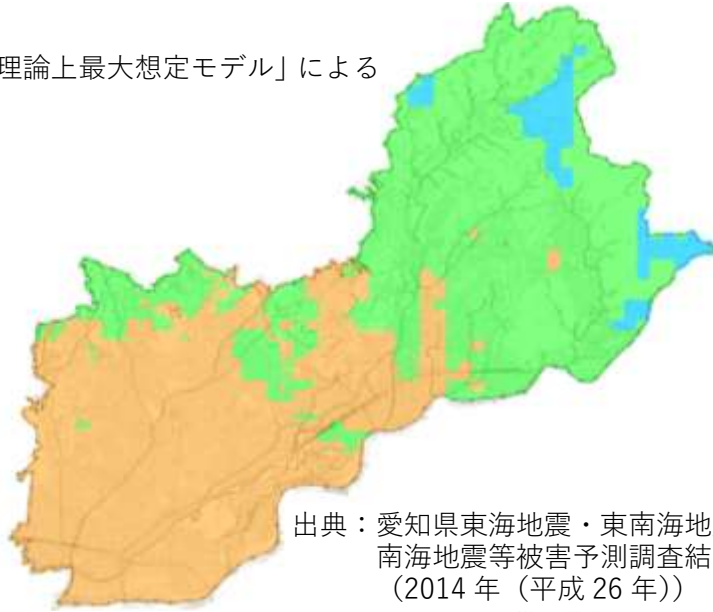 理論上最大想定モデル」による
出典：愛知県東海地震・東南海地
南海地震等被害予測調査結
（2014 年（平成 26 年））